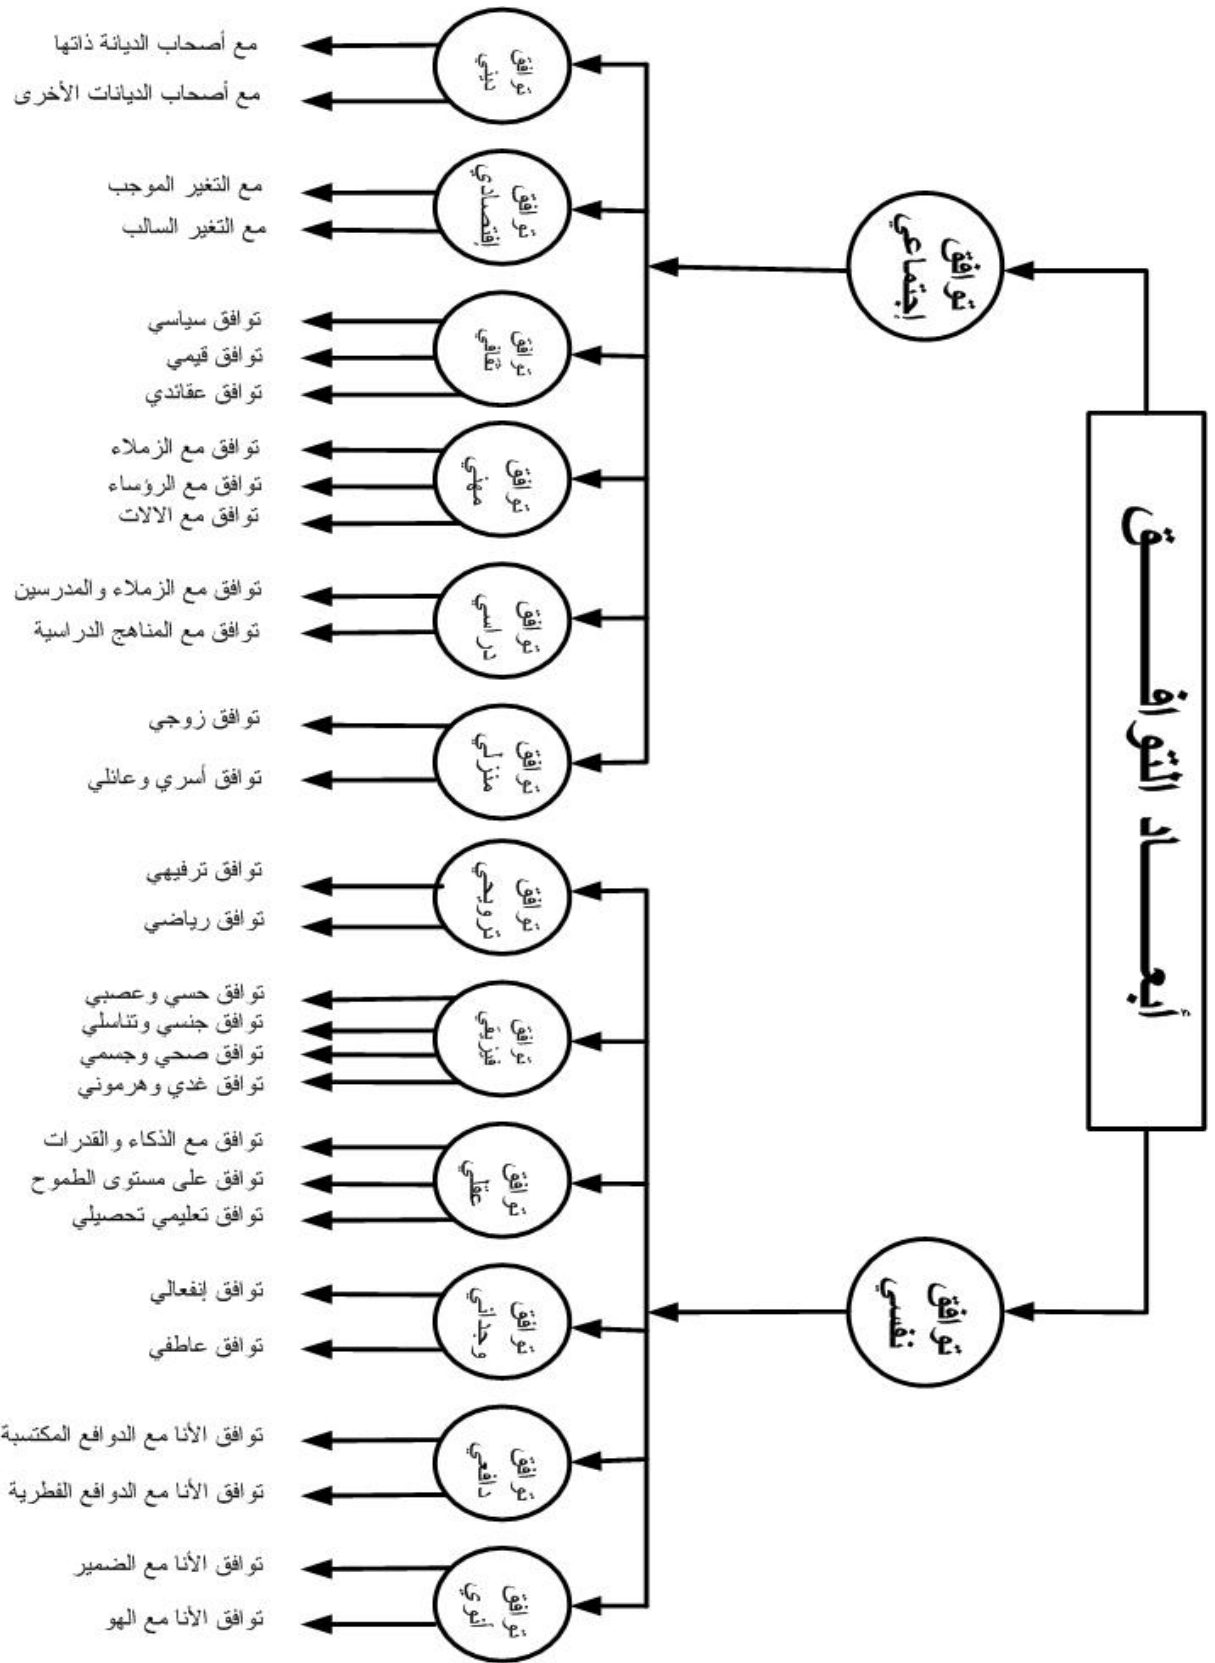 أبعـــــاد التوافـــــق
توافق
إجتماعي
توافق
ديني
مع أصحاب الديانة ذاتها
مع أصحاب الديانات الأخرى
توافق
إقتصادي
مع التغير الموجب
مع التغير السالب
توافق
ثقافي
توافق سياسي
توافق قيمي
توافق عقائدي
توافق
مهني
توافق مع الزملاء
توافق مع الرؤساء
توافق مع الالات
توافق
دراسي
توافق مع الزملاء والمدرسين
توافق مع المناهج الدراسية
توافق
منزلي
توافق زوجي
توافق أسري وعائلي
توافق
نفسي
توافق
ترويحي
توافق ترفيهي
توافق رياضي
توافق
فيزيقي
توافق حسي وعصبي
توافق جنسي وتناسلي
توافق صحي وجسمي
توافق غدي وهرموني
توافق
عقلي
توافق مع الذكاء والقدرات
توافق على مستوى الطموح
توافق تعليمي تحصيلي
توافق
وجداني
توافق إنفعالي
توافق عاطفي
توافق
دافعي
توافق الأنا مع الدوافع المكتسبة
توافق الأنا مع الدوافع الفطرية
توافق
أنوي
توافق الأنا مع الضمير
توافق الأنا مع الهو